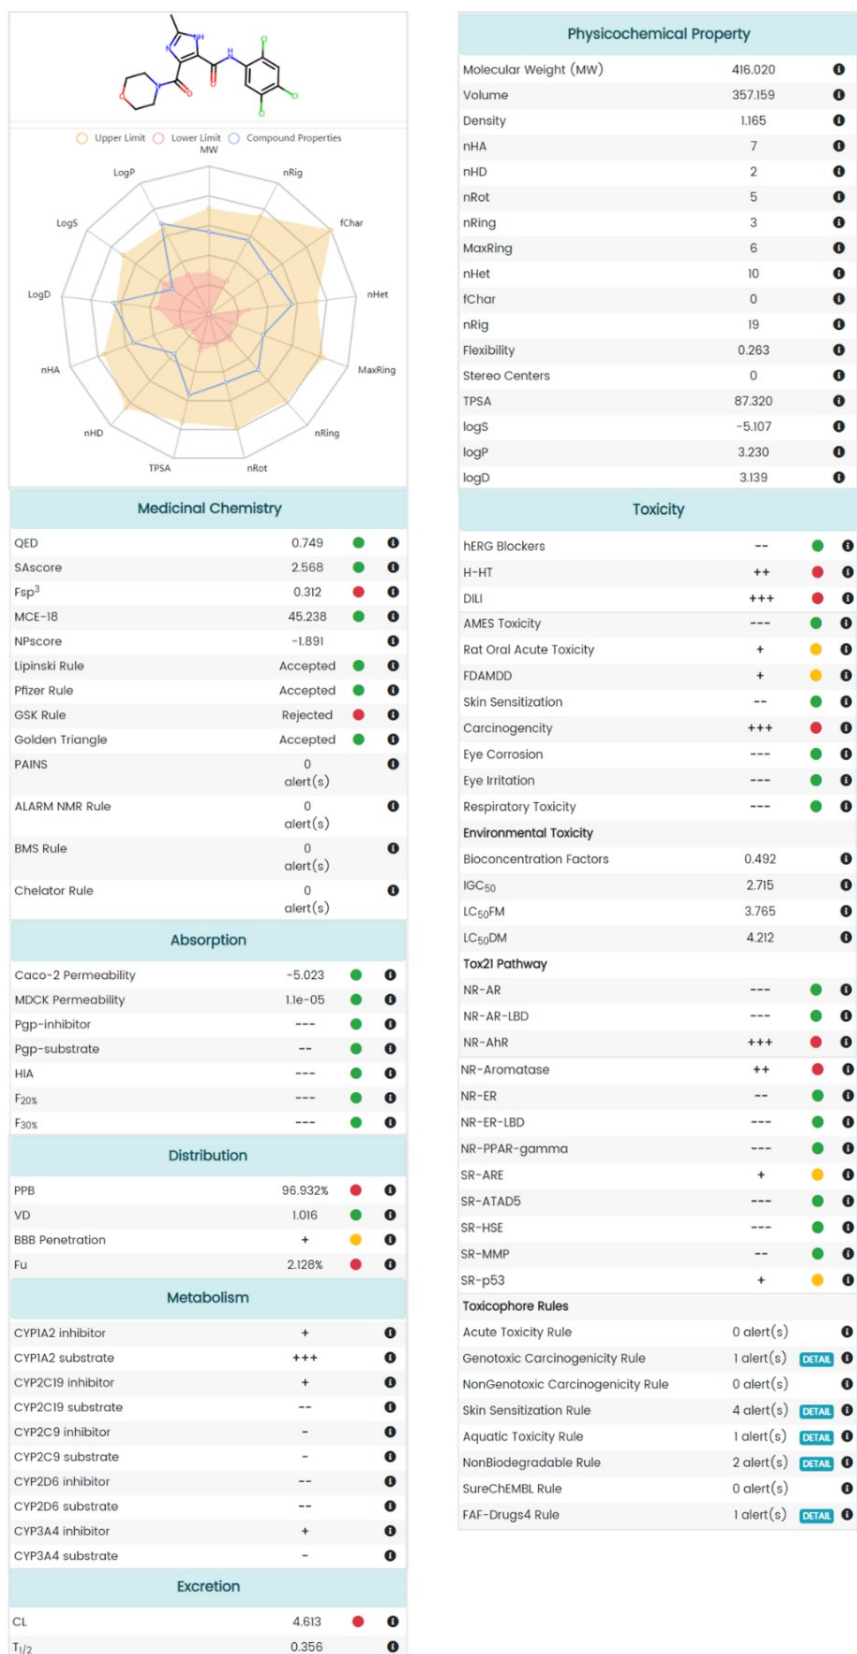 N
NH
N
O
O
O
NH
Cl
Cl
Cl
Upper Limit Lower Limit Compound Properties
MW
LogP
nRig
LogS
fChar
LogD
nHet
nHA
MaxRing
nHD
nRing
TPSA
nRot
Medicinal Chemistry
QED 0.749
SAscore 2.568
Fsp³ 0.312
MCE-18 45.238
NPscore -1.891
Lipinski Rule Accepted
Pfizer Rule Accepted
GSK Rule Rejected
Golden Triangle Accepted
PAINS 0
alert(s)
ALARM NMR Rule 0
alert(s)
BMS Rule 0
alert(s)
Chelator Rule 0
alert(s)
Absorption
Caco-2 Permeability -5.023
MDCK Permeability 1.1e-05
Pgp-inhibitor ---
Pgp-substrate --
HIA ---
F20% ---
F30% ---
Distribution
PPB 96.932%
VD 1.016
BBB Penetration +
Fu 2.128%
Metabolism
CYP1A2 inhibitor +
CYP1A2 substrate +++
CYP2C19 inhibitor +
CYP2C19 substrate --
CYP2C9 inhibitor -
CYP2C9 substrate -
CYP2D6 inhibitor --
CYP2D6 substrate --
CYP3A4 inhibitor +
CYP3A4 substrate -
Excretion
CL 4.613
T1/2 0.356
Physicochemical Property
Molecular Weight (MW) 416.020
Volume 357.159
Density 1.165
nHA 7
nHD 2
nRot 5
nRing 3
MaxRing 6
nHet 10
fChar 0
nRig 19
Flexibility 0.263
Stereo Centers 0
TPSA 87.320
logS -5.107
logP 3.230
logD 3.139
Toxicity
hERG Blockers --
H-HT ++
DILI +++
AMES Toxicity ---
Rat Oral Acute Toxicity +
FDAMDD +
Skin Sensitization --
Carcinogencity +++
Eye Corrosion ---
Eye Irritation ---
Respiratory Toxicity ---
Environmental Toxicity
Bioconcentration Factors 0.492
IGC50 2.715
LC50FM 3.765
LC50DM 4.212
Tox21 Pathway
NR-AR ---
NR-AR-LBD ---
NR-AhR +++
NR-Aromatase ++
NR-ER --
NR-ER-LBD ---
NR-PPAR-gamma ---
SR-ARE +
SR-ATAD5 ---
SR-HSE ---
SR-MMP --
SR-p53 +
Toxicophore Rules
Acute Toxicity Rule 0 alert(s)
Genotoxic Carcinogenicity Rule 1 alert(s) DETAIL
NonGenotoxic Carcinogenicity Rule 0 alert(s)
Skin Sensitization Rule 4 alert(s) DETAIL
Aquatic Toxicity Rule 1 alert(s) DETAIL
NonBiodegradable Rule 2 alert(s) DETAIL
SureChEMBL Rule 0 alert(s)
FAF-Drugs4 Rule 1 alert(s) DETAIL